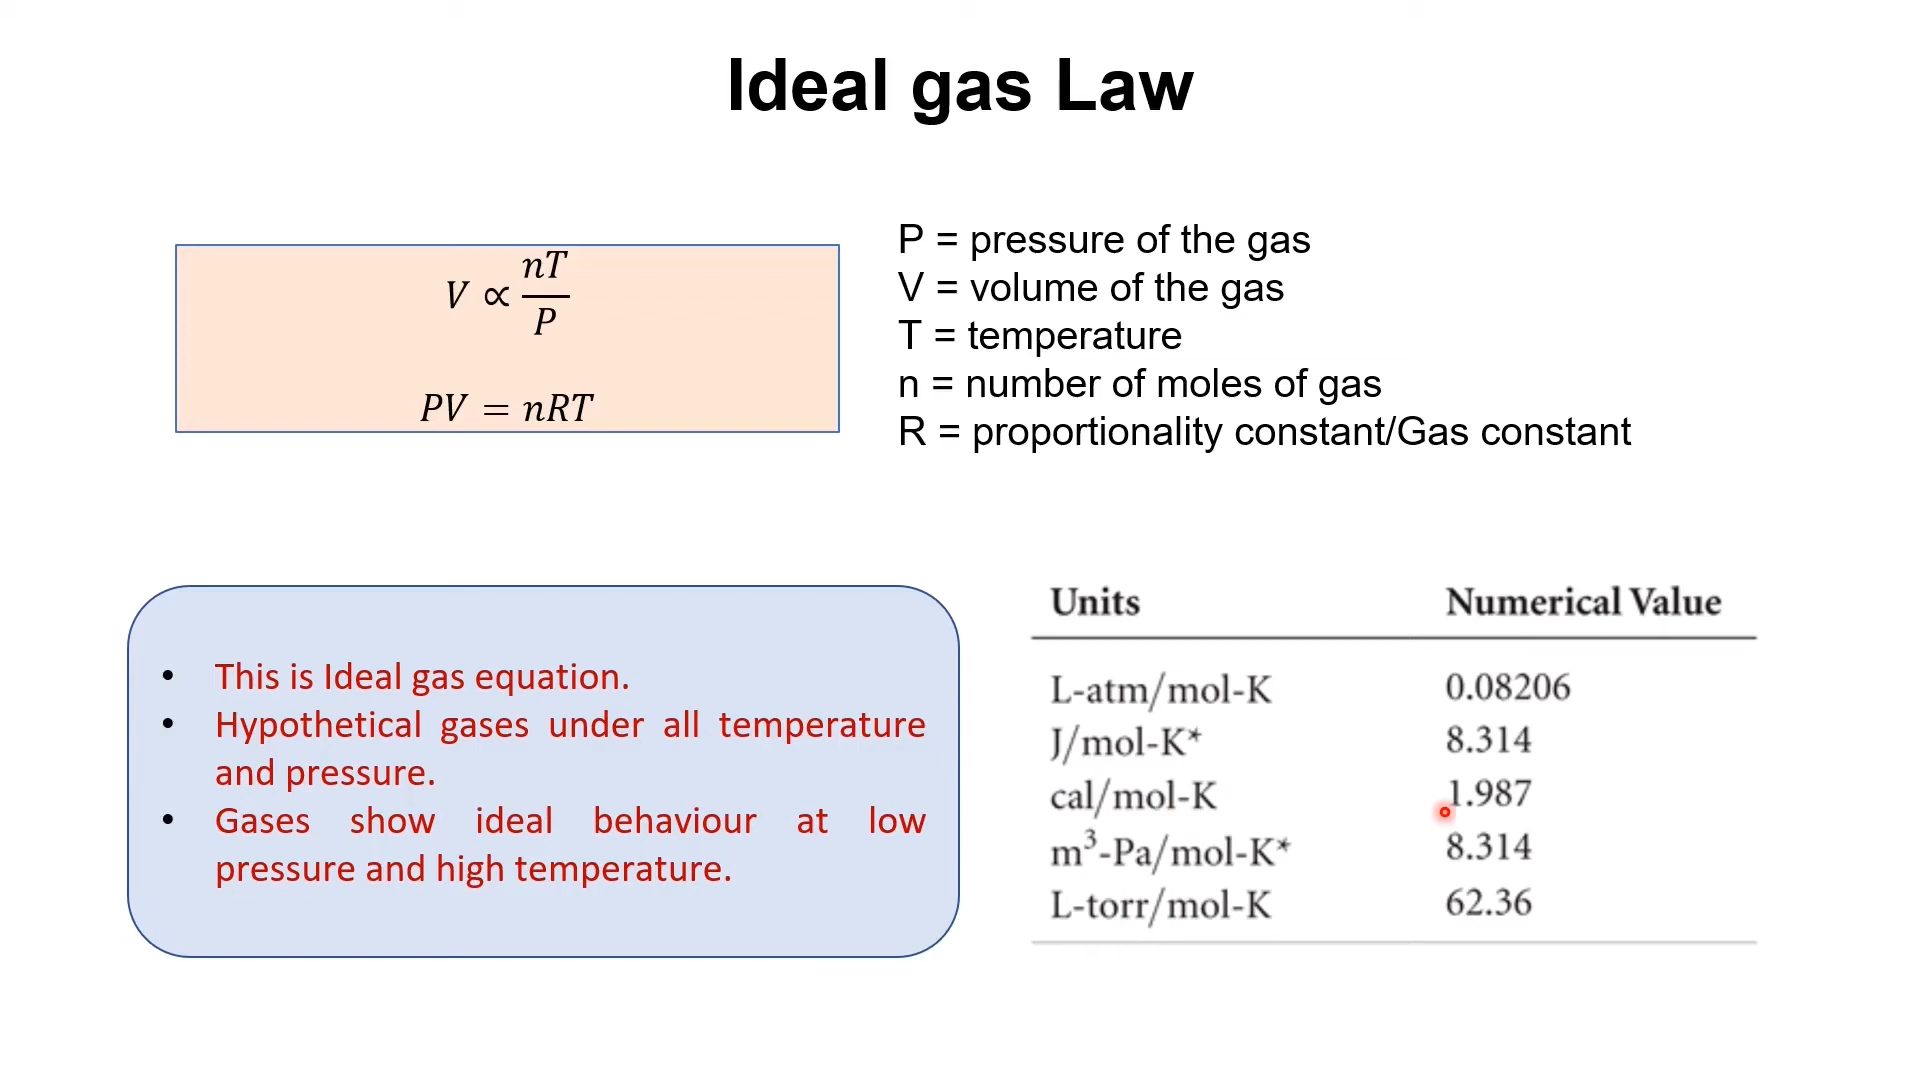 Ideal gas Law
V ∝ nT/P
PV = nRT
P = pressure of the gas
V = volume of the gas
T = temperature
n = number of moles of gas
R = proportionality constant/Gas constant
• This is Ideal gas equation.
• Hypothetical gases under all temperature
and pressure.
• Gases show ideal behaviour at low
pressure and high temperature.
Units Numerical Value
L-atm/mol-K 0.08206
J/mol-K* 8.314
cal/mol-K 1.987
m³-Pa/mol-K* 8.314
L-torr/mol-K 62.36